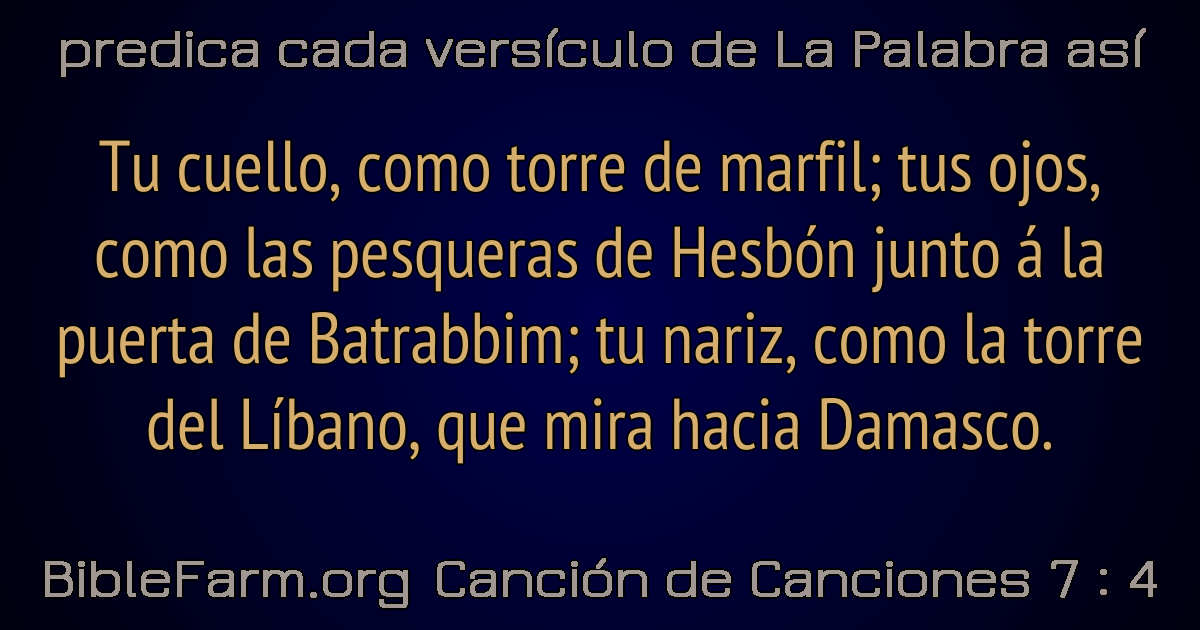 predica cada versículo de La Palabra así
Tu cuello, como torre de marfil; tus ojos,
como las pesqueras de Hesbón junto á la
puerta de Batrabbim; tu nariz, como la torre
del Líbano, que mira hacia Damasco.
BibleFarm.org Canción de Canciones 7 : 4